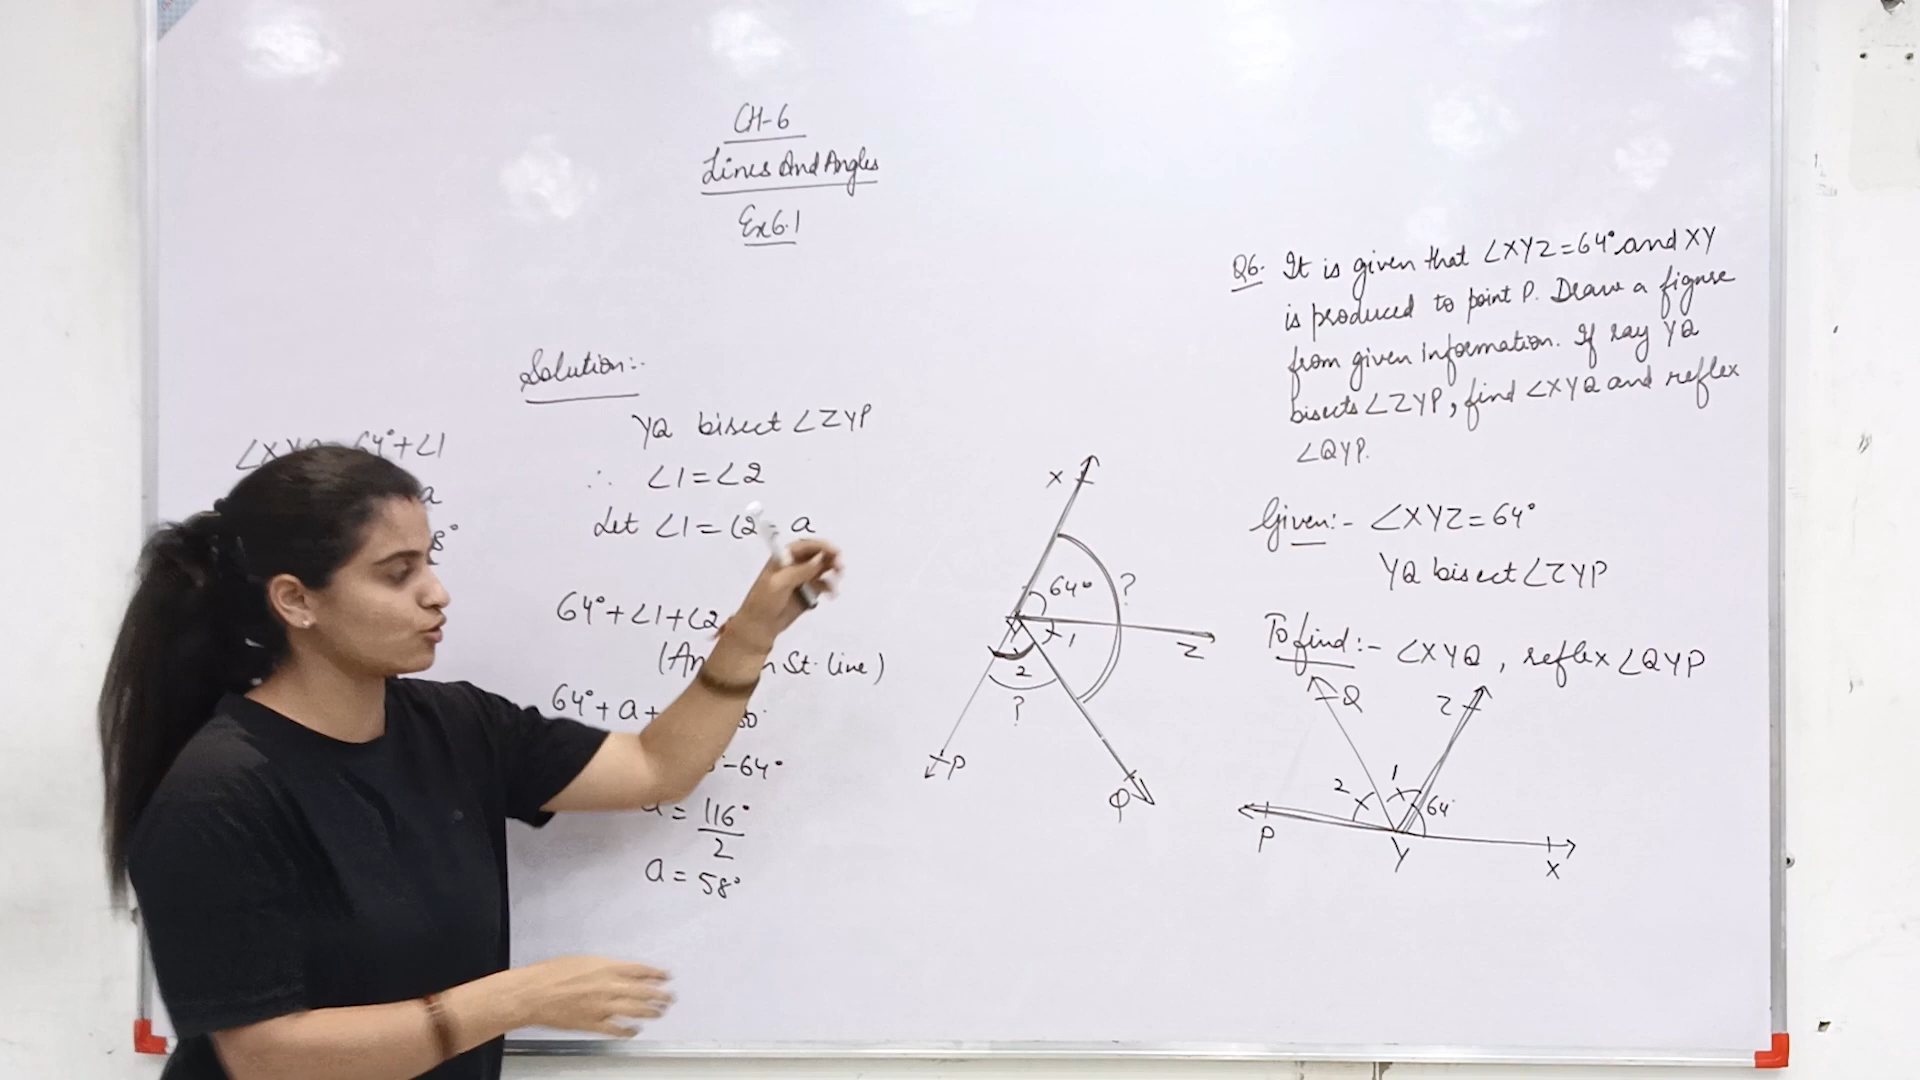 CH-6
Lines And Angles
Ex 6.1
Q6. It is given that ∠XYZ=64° and XY
is produced to point P. Draw a figure
from given information. If ray YQ
bisects ∠ZYP, find ∠XYQ and reflex
∠QYP.
Given:- ∠XYZ=64°
YQ bisect ∠ZYP
To find:- ∠XYQ, reflex ∠QYP
Q
Z
2
1
64°
P
Y
X
X
64°
?
1
Z
2
?
P
Q
Solution:-
YQ bisect ∠ZYP
∴ ∠1=∠2
Let ∠1=∠2= a
64°+∠1+∠2
St. line)
64°+a+
-64°
= 116°
2
a= 58°
64°+∠1
a
8°